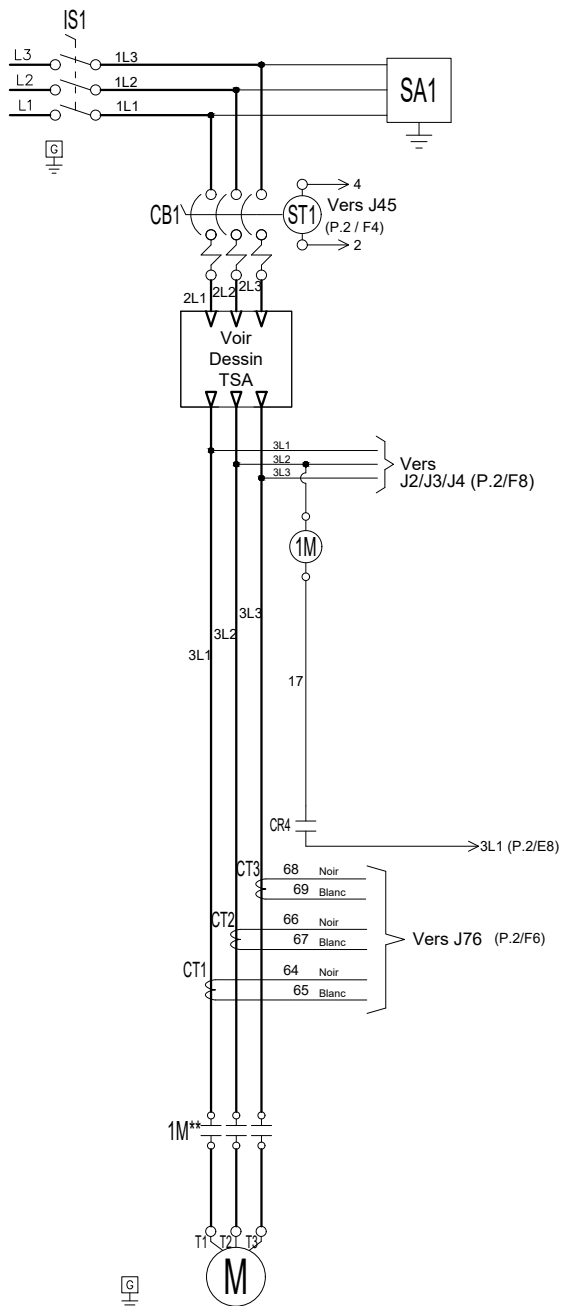 IS1
L3 1L3
L2 1L2
L1 1L1
SA1
G
CB1
ST1
4
Vers J45
(P.2 / F4)
2
2L1 2L2 2L3
Voir
Dessin
TSA
3L1
3L2
3L3
Vers
J2/J3/J4 (P.2/F8)
1M
3L3
3L2
3L1
17
CR4
3L1 (P.2/E8)
CT3 68 Noir
69 Blanc
CT2 66 Noir
67 Blanc
Vers J76 (P.2/F6)
CT1 64 Noir
65 Blanc
1M**
T1 T2 T3
M
G